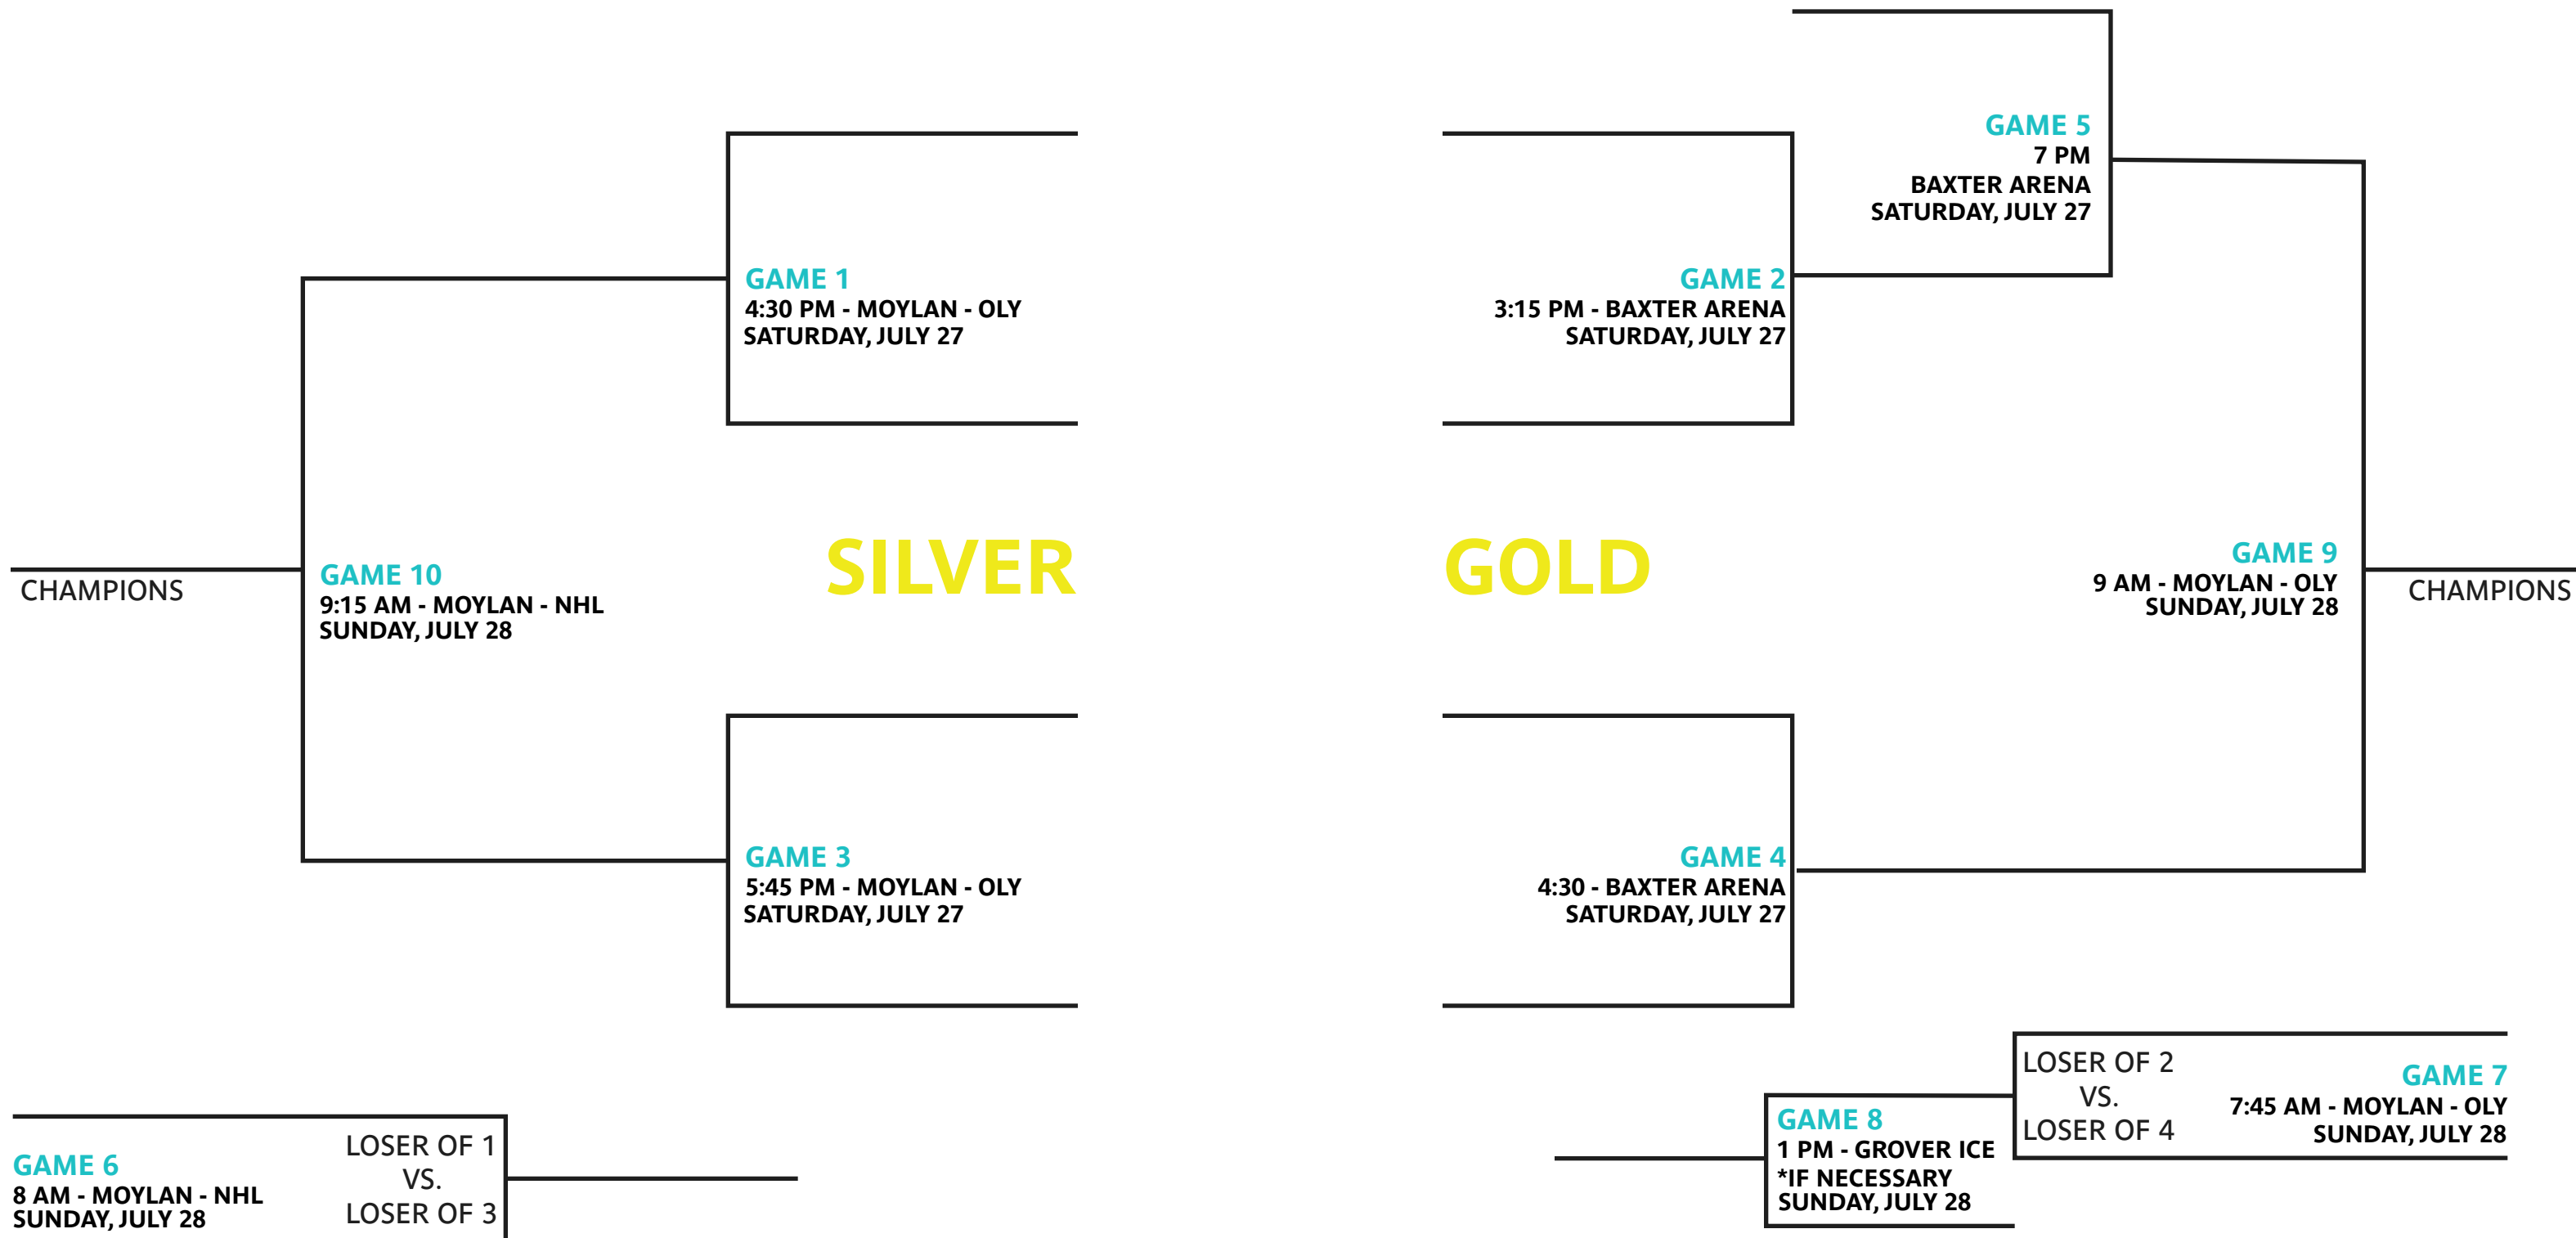 GAME 5
7 PM
BAXTER ARENA
SATURDAY, JULY 27
GAME 1
4:30 PM - MOYLAN - OLY
SATURDAY, JULY 27
GAME 2
3:15 PM - BAXTER ARENA
SATURDAY, JULY 27
SILVER
GOLD
CHAMPIONS
GAME 10
9:15 AM - MOYLAN - NHL
SUNDAY, JULY 28
GAME 9
9 AM - MOYLAN - OLY
SUNDAY, JULY 28
CHAMPIONS
GAME 3
5:45 PM - MOYLAN - OLY
SATURDAY, JULY 27
GAME 4
4:30 - BAXTER ARENA
SATURDAY, JULY 27
GAME 6
8 AM - MOYLAN - NHL
SUNDAY, JULY 28
LOSER OF 1
VS.
LOSER OF 3
GAME 8
1 PM - GROVER ICE
*IF NECESSARY
SUNDAY, JULY 28
LOSER OF 2
VS.
LOSER OF 4
GAME 7
7:45 AM - MOYLAN - OLY
SUNDAY, JULY 28